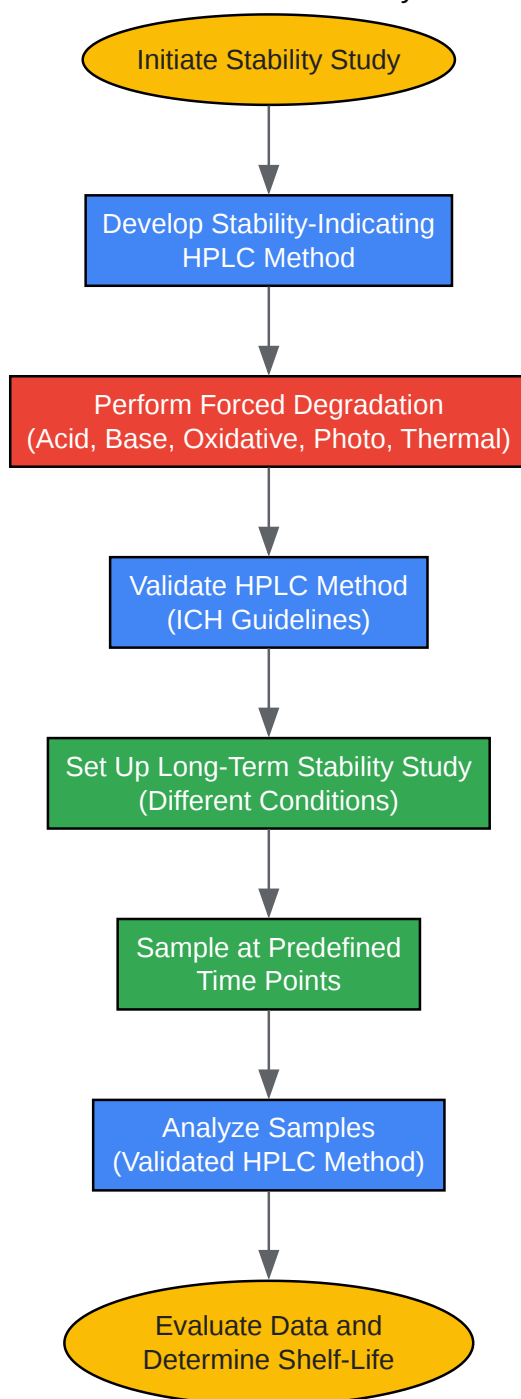 Initiate Stability Study
Develop Stability-Indicating
HPLC Method
Perform Forced Degradation
(Acid, Base, Oxidative, Photo, Thermal)
Validate HPLC Method
(ICH Guidelines)
Set Up Long-Term Stability Study
(Different Conditions)
Sample at Predefined
Time Points
Analyze Samples
(Validated HPLC Method)
Evaluate Data and
Determine Shelf-Life